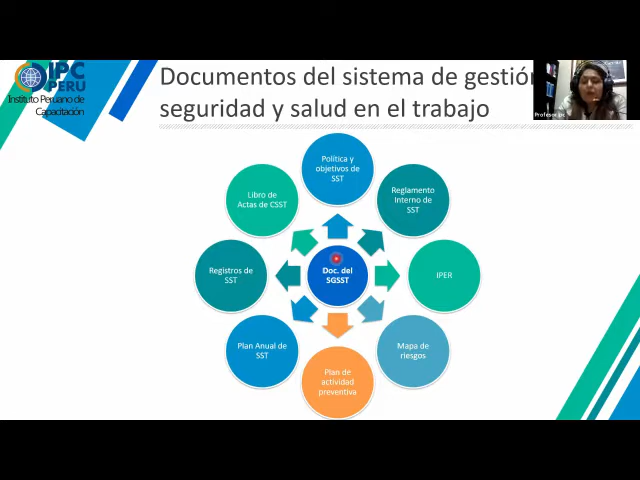 IPC
PERU
Instituto Peruano de
Capacitación
Documentos del sistema de gestión
seguridad y salud en el trabajo
Profesor ipc
Política y
objetivos de
SST
Libro de
Actas de CSST
Reglamento
Interno de
SST
Registros de
SST
Doc. del
SGSST
IPER
Plan Anual de
SST
Mapa de
riesgos
Plan de
actividad
preventiva